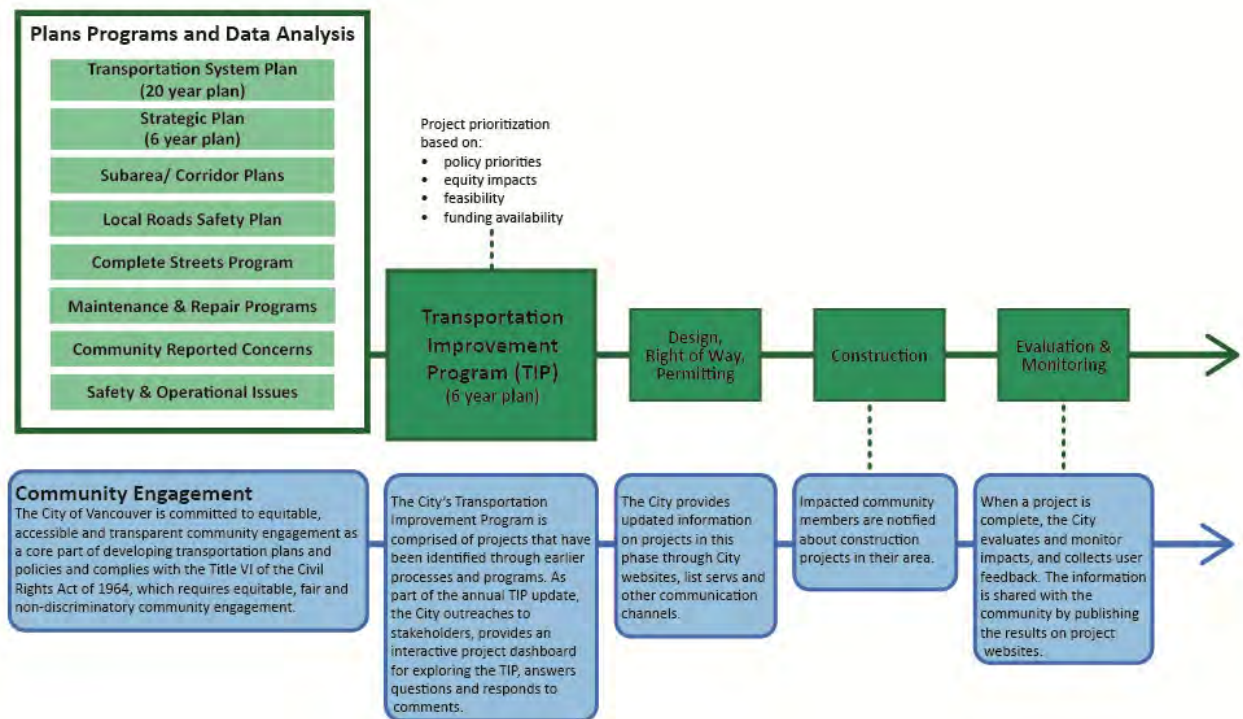 Plans Programs and Data Analysis
Transportation System Plan
(20 year plan)
Strategic Plan
(6 year plan)
Subarea/ Corridor Plans
Local Roads Safety Plan
Complete Streets Program
Maintenance & Repair Programs
Community Reported Concerns
Safety & Operational Issues
Project prioritization
based on:
• policy priorities
• equity impacts
• feasibility
• funding availability
Transportation
Improvement
Program (TIP)
(6 year plan)
Design,
Right of Way,
Permitting
Construction
Evaluation &
Monitoring
Community Engagement
The City of Vancouver is committed to equitable,
accessible and transparent community engagement as
a core part of developing transportation plans and
policies and complies with the Title VI of the Civil
Rights Act of 1964, which requires equitable, fair and
non-discriminatory community engagement.
The City's Transportation
Improvement Program is
comprised of projects that have
been identified through earlier
processes and programs. As
part of the annual TIP update,
the City outreaches to
stakeholders, provides an
interactive project dashboard
for exploring the TIP, answers
questions and responds to
comments.
The City provides
updated information
on projects in this
phase through City
websites, list servs and
other communication
channels.
Impacted community
members are notified
about construction
projects in their area.
When a project is
complete, the City
evaluates and monitor
impacts, and collects user
feedback. The information
is shared with the
community by publishing
the results on project
websites.